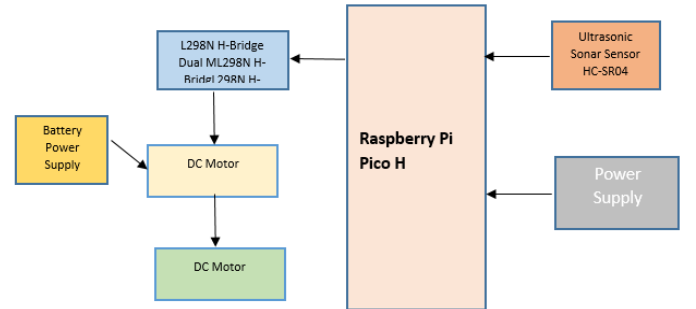 L298N H-Bridge
Dual ML298N H-
BridgeL298N H-
Ultrasonic
Sonar Sensor
HC-SR04
Battery
Power
Supply
DC Motor
Raspberry Pi
Pico H
Power
Supply
DC Motor